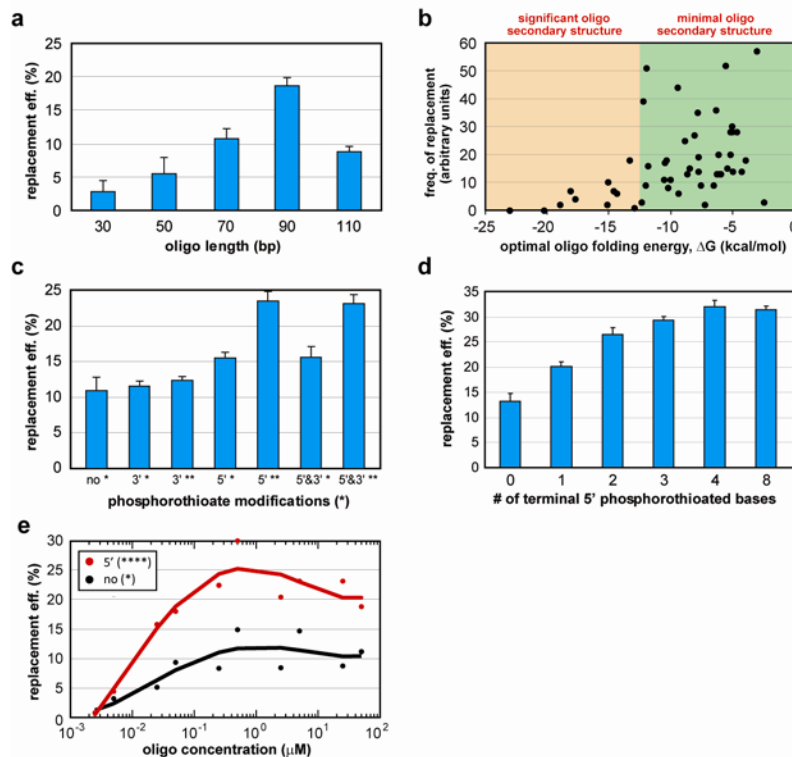 a
replacement eff. (%)
25
20
15
10
5
0
30 50 70 90 110
oligo length (bp)
b
significant oligo
secondary structure
minimal oligo
secondary structure
freq. of replacement
(arbitrary units)
60
50
40
30
20
10
0
-25 -20 -15 -10 -5 0
optimal oligo folding energy, ΔG (kcal/mol)
c
replacement eff. (%)
25
20
15
10
5
0
no * 3' * 3' ** 5' * 5' ** 5'&3' * 5'&3' **
phosphorothioate modifications (*)
d
replacement eff. (%)
35
30
25
20
15
10
5
0
0 1 2 3 4 8
# of terminal 5' phosphorothioated bases
e
replacement eff. (%)
30
25
20
15
10
5
0
5' (****)
no (*)
10⁻³ 10⁻² 10⁻¹ 10⁰ 10¹ 10²
oligo concentration (μM)